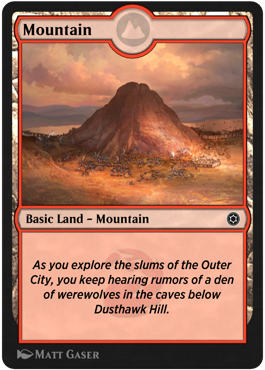 Mountain
Basic Land – Mountain
As you explore the slums of the Outer
City, you keep hearing rumors of a den
of werewolves in the caves below
Dusthawk Hill.
MATT GASER